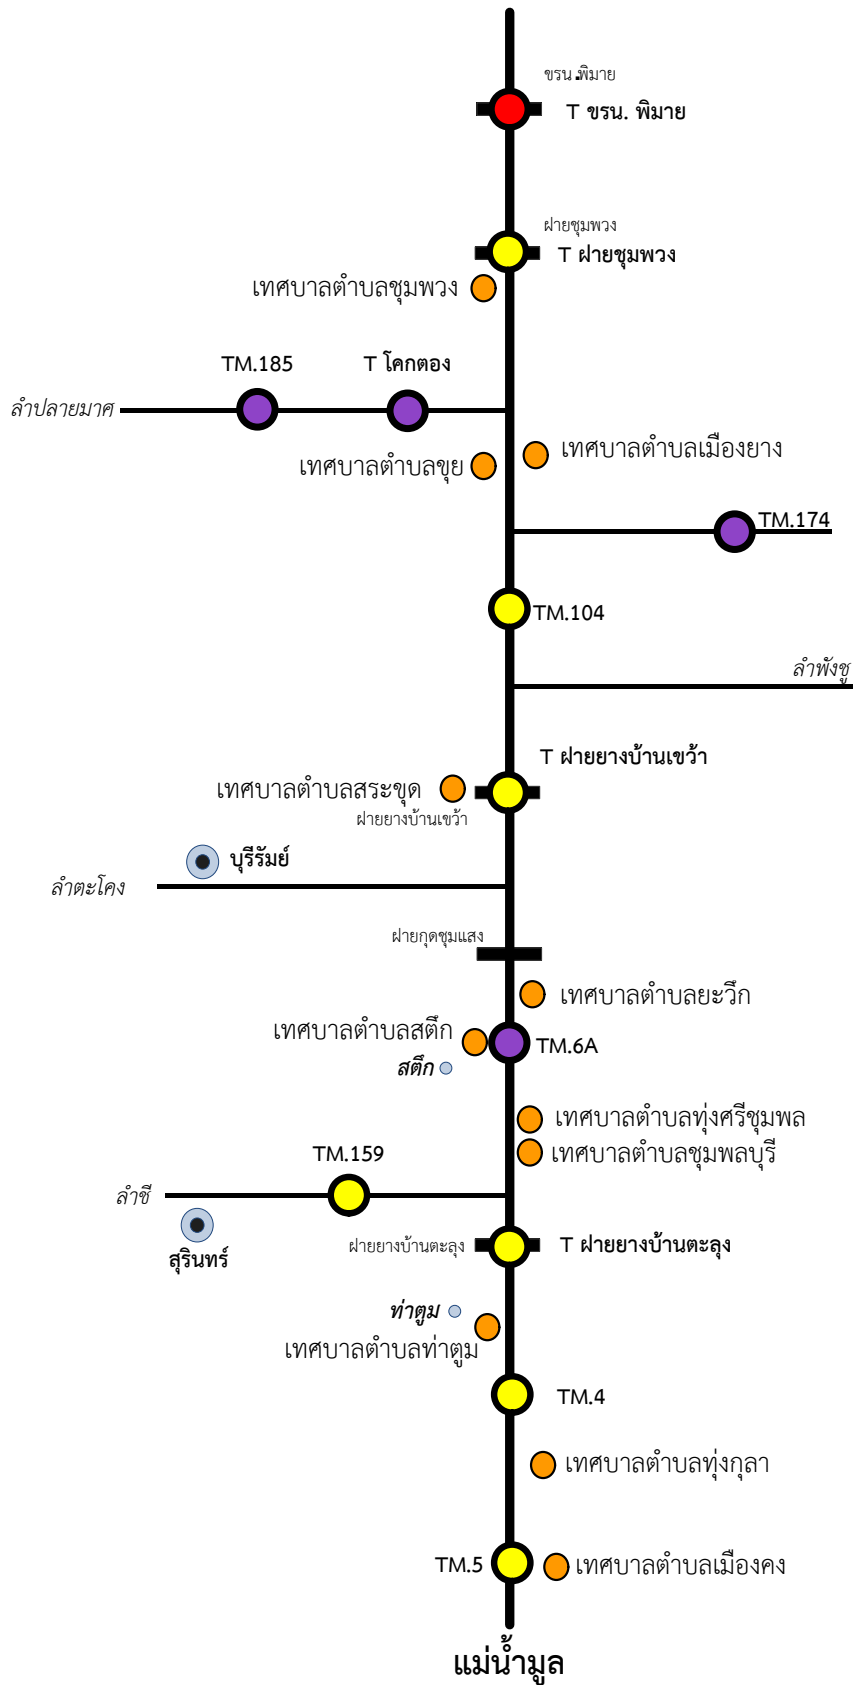 ขรน.พิมาย
T ขรน. พิมาย
ฝายชุมพวง
T ฝายชุมพวง
เทศบาลตำบลชุมพวง
TM.185
T โคกตอง
ลำปลายมาศ
เทศบาลตำบลเมืองยาง
เทศบาลตำบลขุย
TM.174
TM.104
ลำพังชู
T ฝายยางบ้านเขว้า
เทศบาลตำบลสระขุด
ฝายยางบ้านเขว้า
บุรีรัมย์
ลำตะโคง
ฝายกุดชุมแสง
เทศบาลตำบลยะวึก
เทศบาลตำบลสตึก
TM.6A
สตึก
เทศบาลตำบลทุ่งศรีชุมพล
เทศบาลตำบลชุมพลบุรี
TM.159
ลำชี
สุรินทร์
ฝายยางบ้านตะลุง
T ฝายยางบ้านตะลุง
ท่าตูม
เทศบาลตำบลท่าตูม
TM.4
เทศบาลตำบลทุ่งกุลา
TM.5
เทศบาลตำบลเมืองคง
แม่น้ำมูล